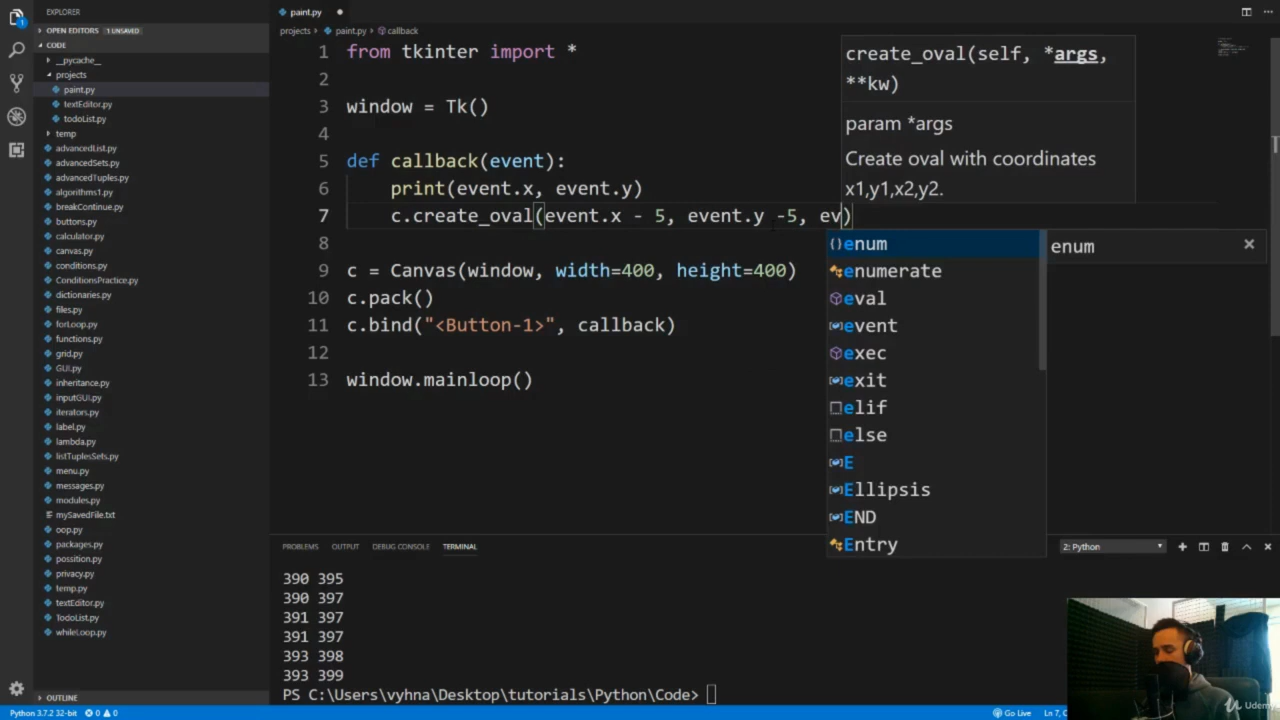 EXPLORER
OPEN EDITORS 1 UNSAVED
CODE
__pycache__
projects
paint.py
textEditor.py
todoList.py
temp
advancedList.py
advancedSets.py
advancedTuples.py
algorithms1.py
breakContinue.py
buttons.py
calculator.py
canvas.py
conditions.py
ConditionsPractice.py
dictionaries.py
files.py
forLoop.py
functions.py
grid.py
GUI.py
inheritance.py
inputGUI.py
iterators.py
label.py
lambda.py
listTuplesSets.py
menu.py
messages.py
modules.py
mySavedFile.txt
oop.py
packages.py
possition.py
privacy.py
temp.py
textEditor.py
TodoList.py
whileLoop.py
OUTLINE
paint.py
projects paint.py callback
1 from tkinter import *
2
3 window = Tk()
4
5 def callback(event):
6 print(event.x, event.y)
7 c.create_oval(event.x - 5, event.y -5, ev)
8
9 c = Canvas(window, width=400, height=400)
10 c.pack()
11 c.bind("<Button-1>", callback)
12
13 window.mainloop()
create_oval(self, *args,
**kw)
param *args
Create oval with coordinates
x1,y1,x2,y2.
enum
enumerate
eval
event
exec
exit
elif
else
E
Ellipsis
END
Entry
enum
PROBLEMS OUTPUT DEBUG CONSOLE TERMINAL
2: Python
390 395
390 397
391 397
391 397
393 398
393 399
PS C:\Users\vyhna\Desktop\tutorials\Python\Code>
Python 3.7.2 32-bit 0 0
Go Live Ln 7, C
Udemy